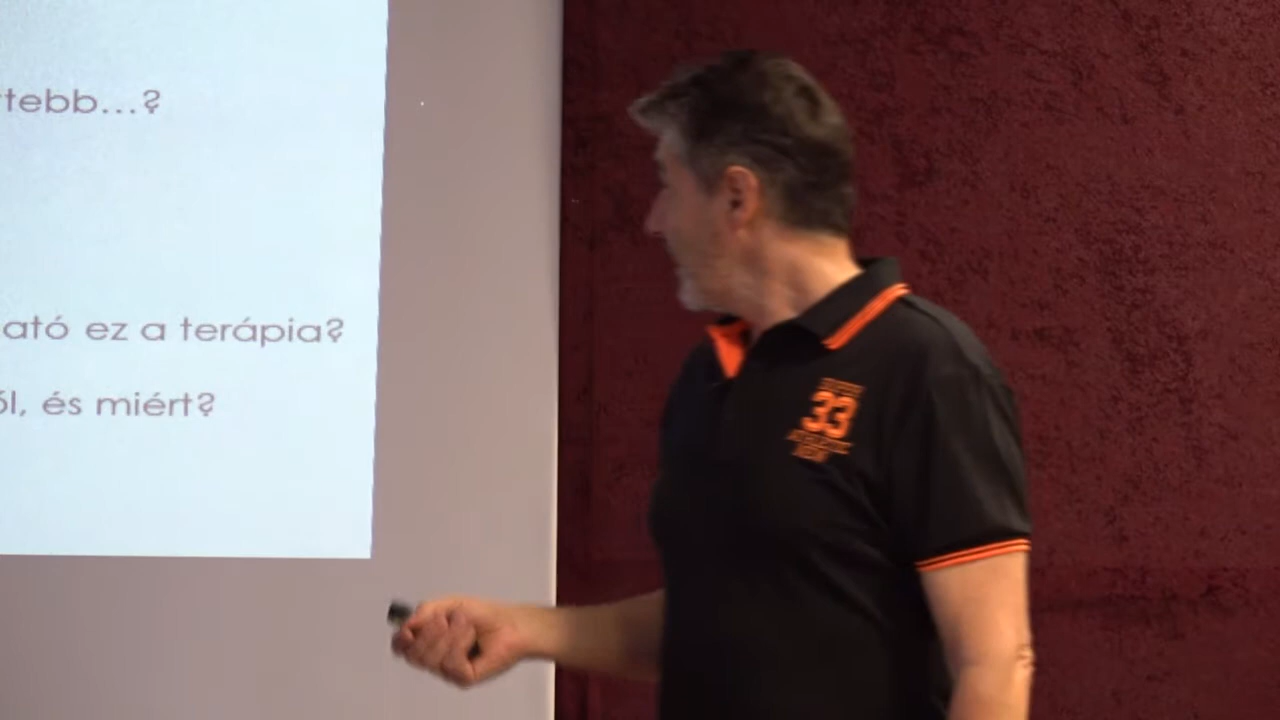 rtebb...?
ató ez a terápia?
ól, és miért?
33